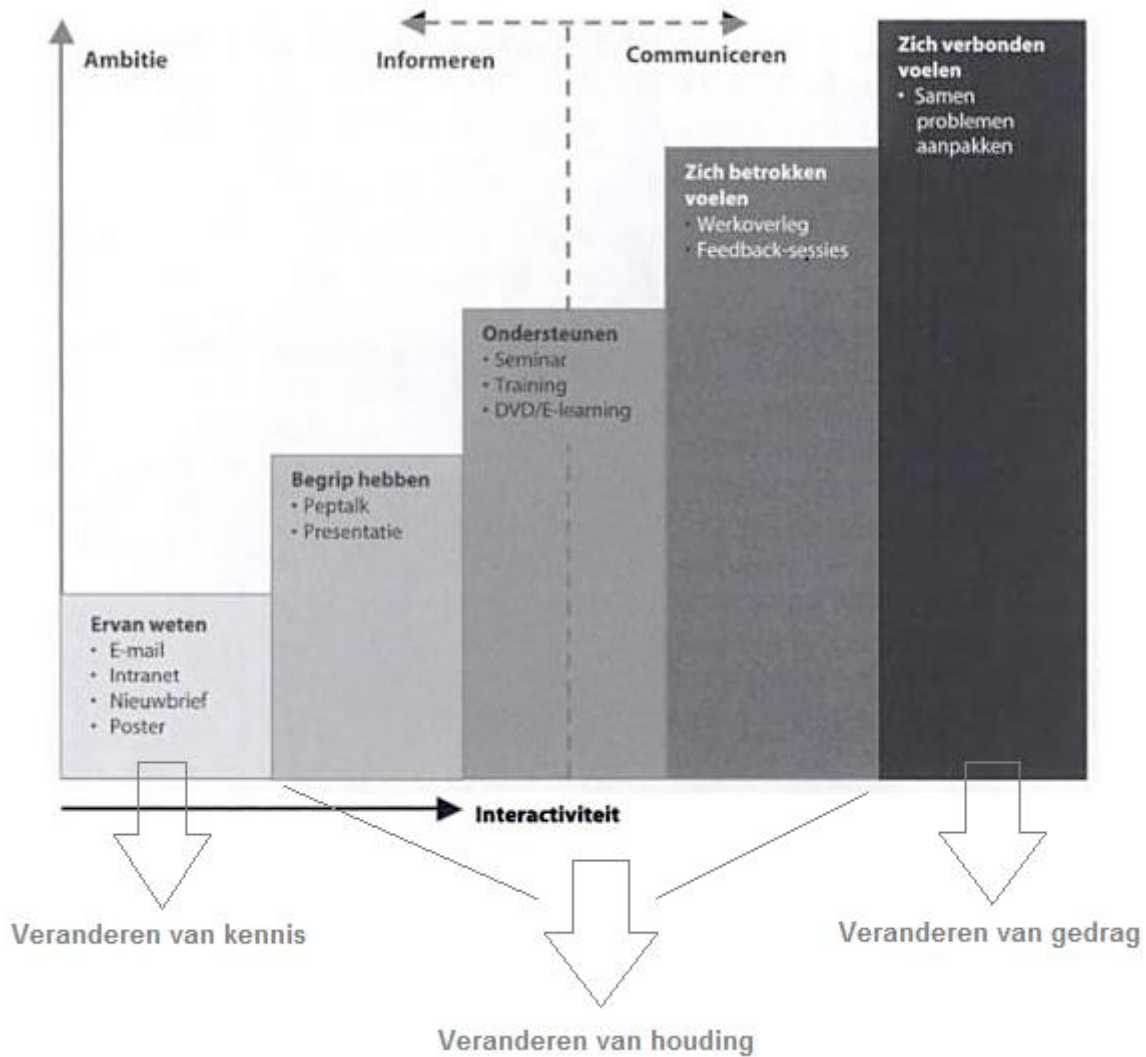 Ambitie
Informeren
Communiceren
Zich verbonden
voelen
• Samen
problemen
aanpakken
Zich betrokken
voelen
• Werkoverleg
• Feedback-sessies
Ondersteunen
• Seminar
• Training
• DVD/E-learning
Begrip hebben
• Peptalk
• Presentatie
Ervan weten
• E-mail
• Intranet
• Nieuwbrief
• Poster
Interactiviteit
Veranderen van kennis
Veranderen van gedrag
Veranderen van houding